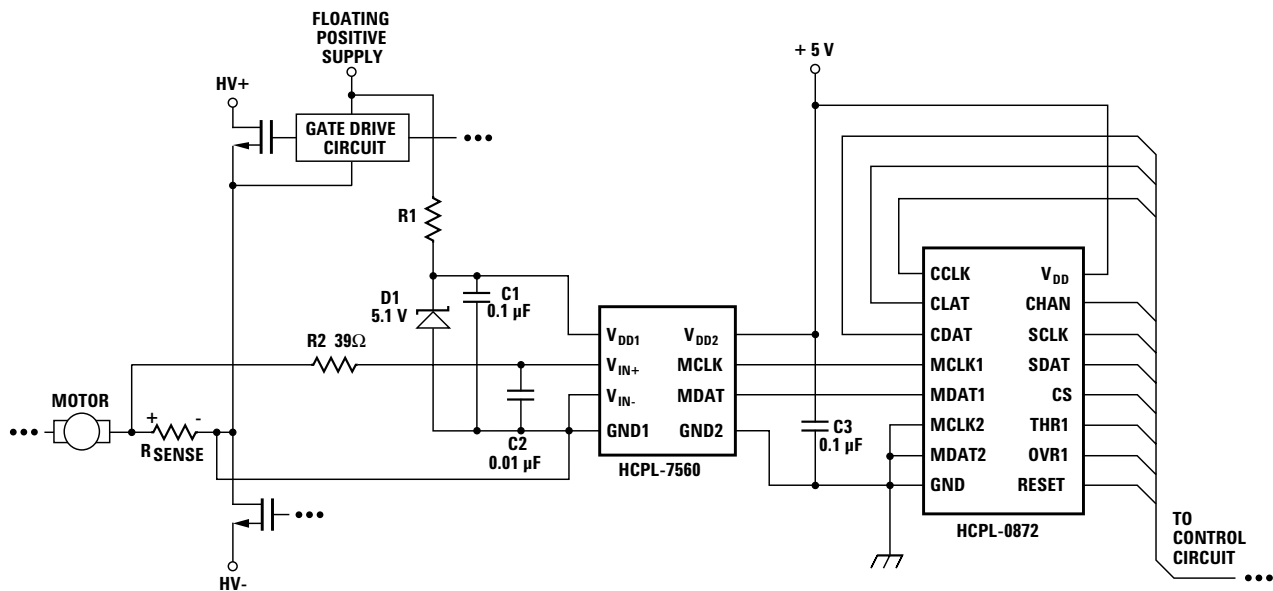 FLOATING
POSITIVE
SUPPLY
+ 5 V
HV+
GATE DRIVE
CIRCUIT
R1
D1
5.1 V
C1
0.1 µF
R2 39Ω
MOTOR
+ -
R SENSE
C2
0.01 µF
VDD1
VIN+
VIN-
GND1
VDD2
MCLK
MDAT
GND2
HCPL-7560
C3
0.1 µF
CCLK
CLAT
CDAT
MCLK1
MDAT1
MCLK2
MDAT2
GND
VDD
CHAN
SCLK
SDAT
CS
THR1
OVR1
RESET
HCPL-0872
TO
CONTROL
CIRCUIT
HV-